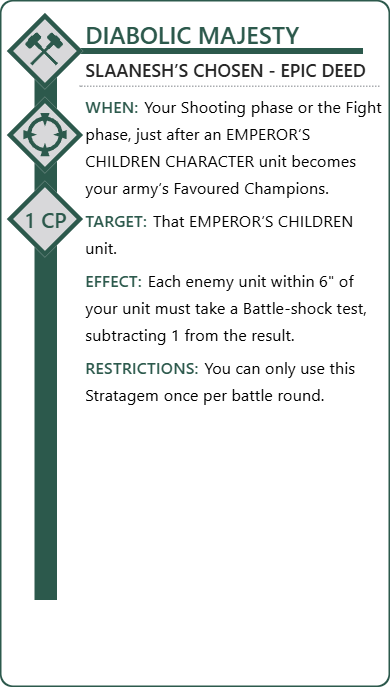 DIABOLIC MAJESTY
SLAANESH’S CHOSEN - EPIC DEED
WHEN: Your Shooting phase or the Fight
phase, just after an EMPEROR’S
CHILDREN CHARACTER unit becomes
your army’s Favoured Champions.
1 CP
TARGET: That EMPEROR’S CHILDREN
unit.
EFFECT: Each enemy unit within 6" of
your unit must take a Battle-shock test,
subtracting 1 from the result.
RESTRICTIONS: You can only use this
Stratagem once per battle round.